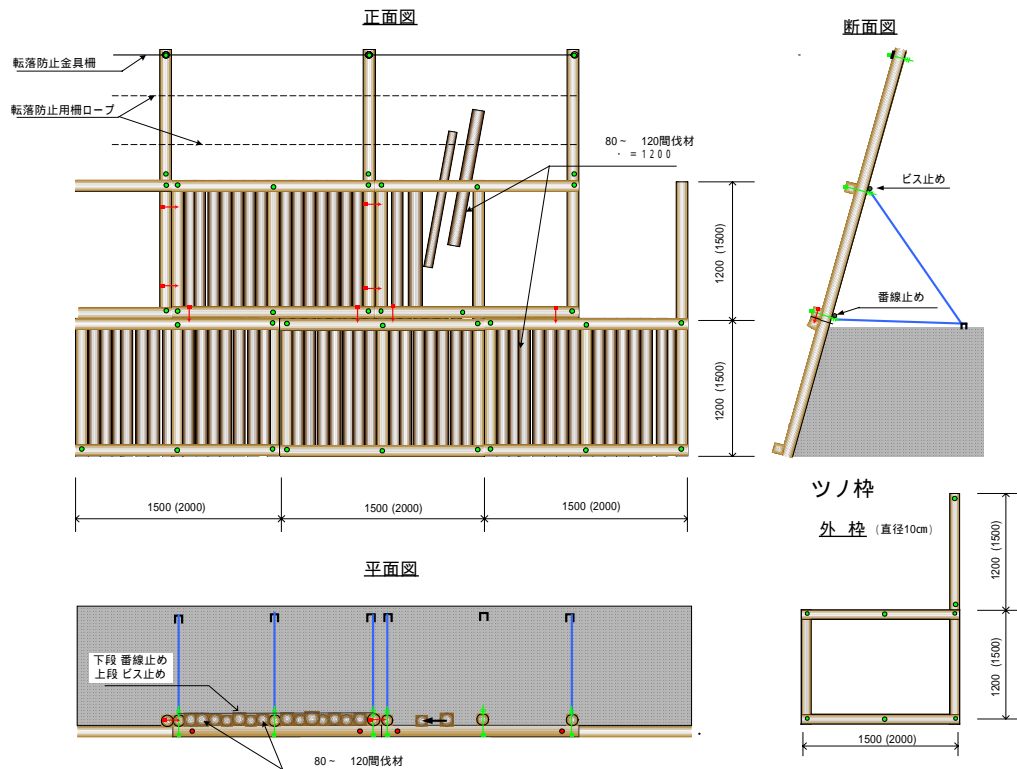 正面図
転落防止金具柵
転落防止用柵ロープ
80~ 120間伐材
· =1200
1200 (1500)
1200 (1500)
1500 (2000)
1500 (2000)
1500 (2000)
断面図
ビス止め
番線止め
平面図
下段 番線止め
上段 ビス止め
80~ 120間伐材
ツノ枠
外 枠 (直径10cm)
1200 (1500)
1200 (1500)
1500 (2000)